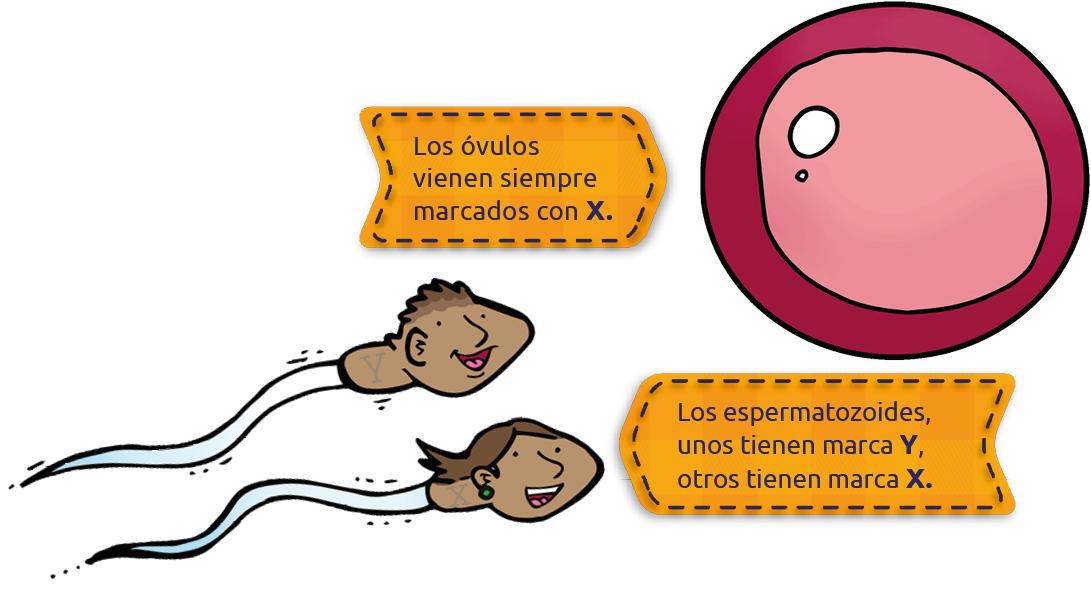 Los óvulos
vienen siempre
marcados con X.
Y
X
Los espermatozoides,
unos tienen marca Y,
otros tienen marca X.